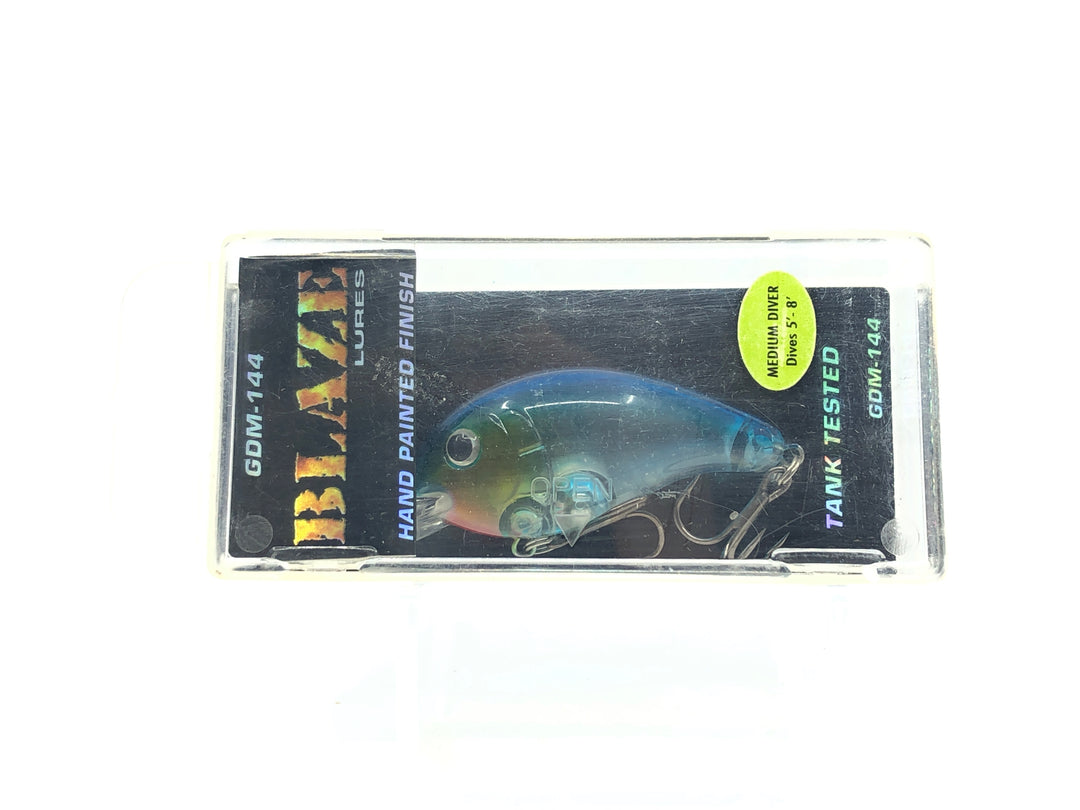 GDM-144
BLAZE
LURES
HAND PAINTED FINISH
OPEN
MEDIUM DIVER
Dives 5'- 8'
TANK TESTED
GDM-144